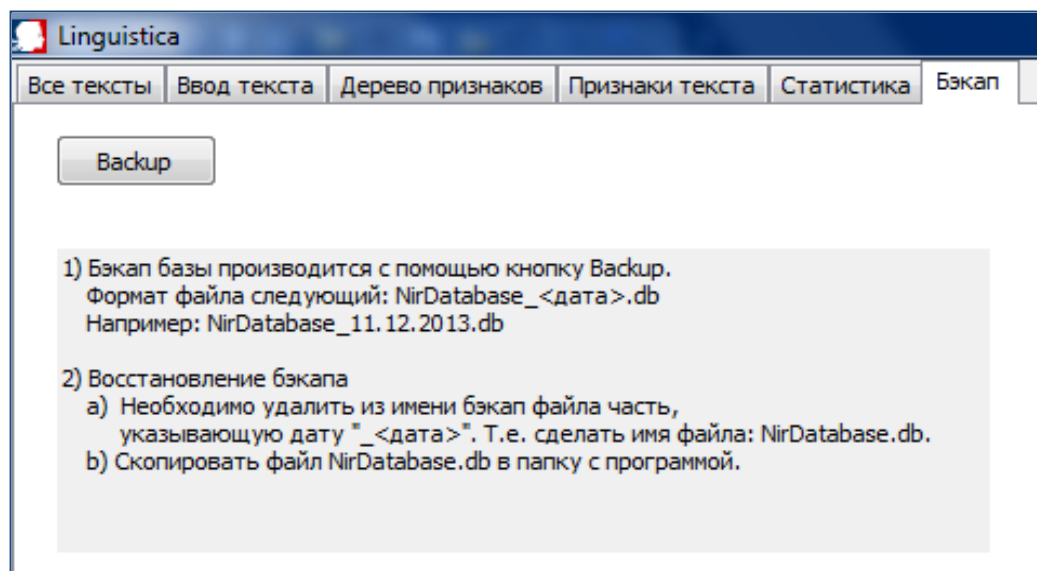 Linguistica
Все тексты Ввод текста Дерево признаков Признаки текста Статистика Бэкап
Backup
1) Бэкап базы производится с помощью кнопку Backup.
Формат файла следующий: NirDatabase_<дата>.db
Например: NirDatabase_11.12.2013.db
2) Восстановление бэкапа
a) Необходимо удалить из имени бэкап файла часть,
указывающую дату "_<дата>". Т.е. сделать имя файла: NirDatabase.db.
b) Скопировать файл NirDatabase.db в папку с программой.